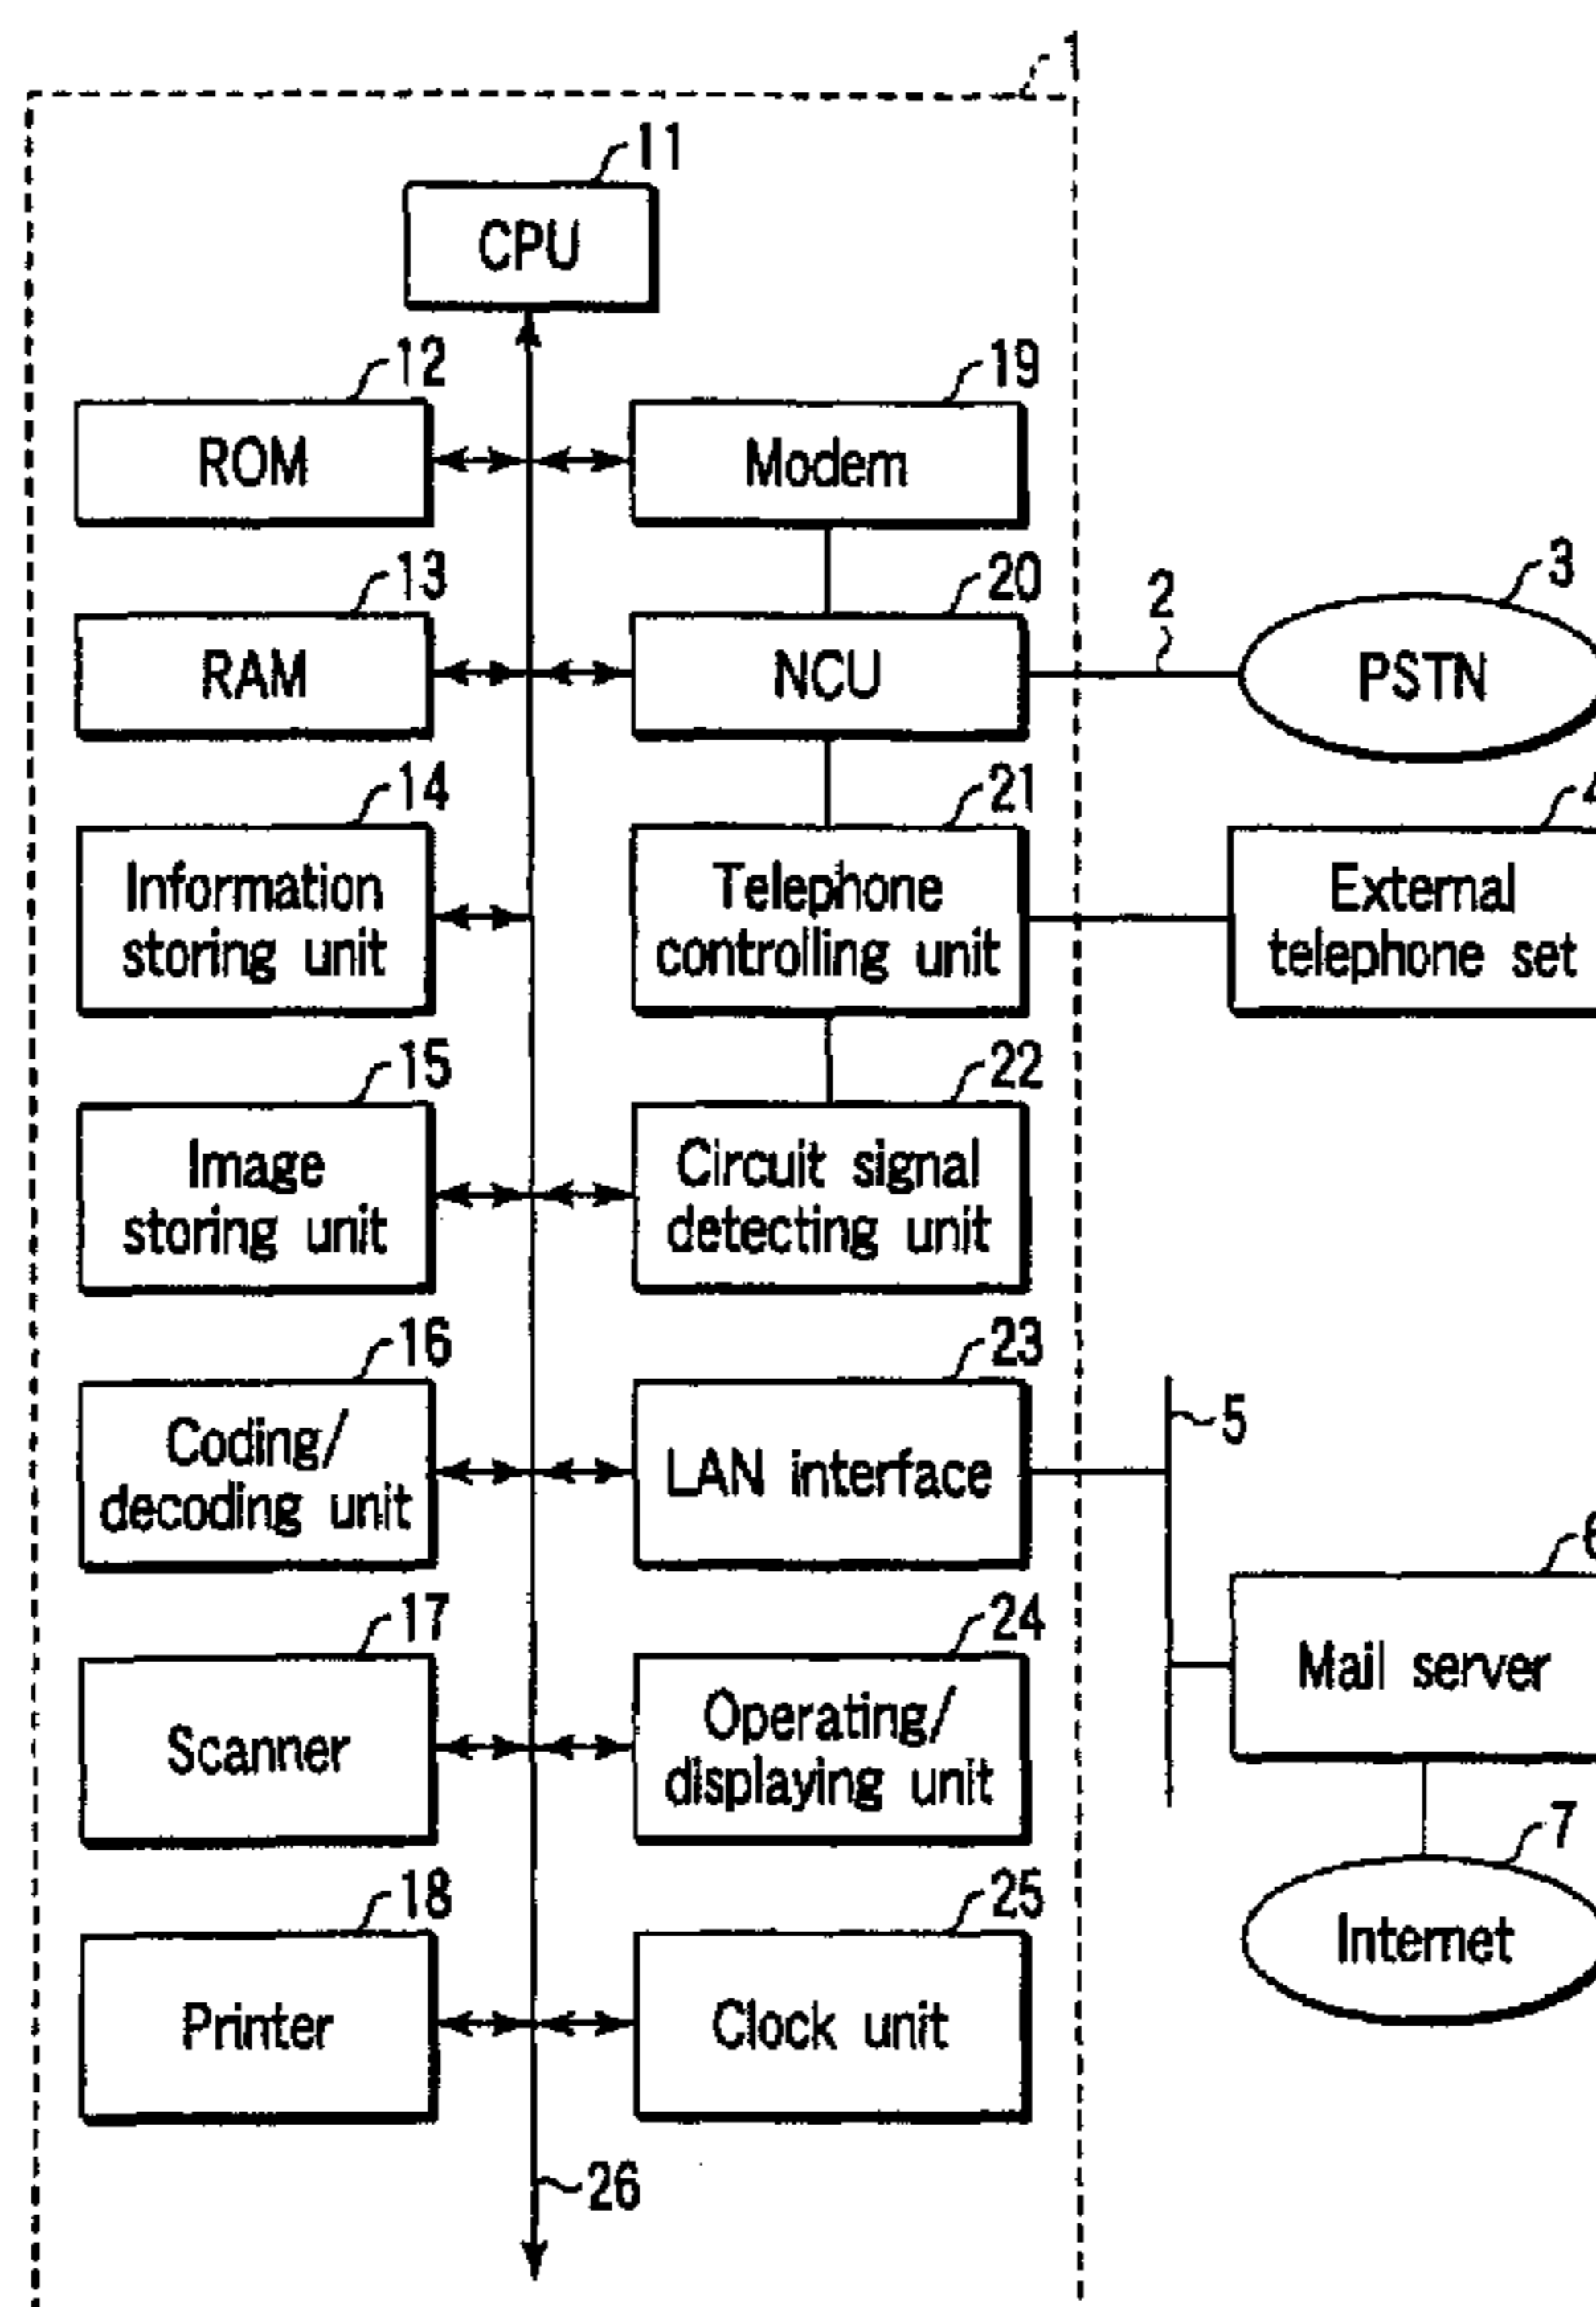 1
11
CPU
12
19
ROM
Modem
13
20
2
3
RAM
NCU
PSTN
14
21
4
Information
storing unit
Telephone
controlling unit
External
telephone set
15
22
Image
storing unit
Circuit signal
detecting unit
16
23
5
Coding/
decoding unit
LAN interface
6
17
24
Scanner
Operating/
displaying unit
Mail server
7
18
25
Printer
Clock unit
Internet
26